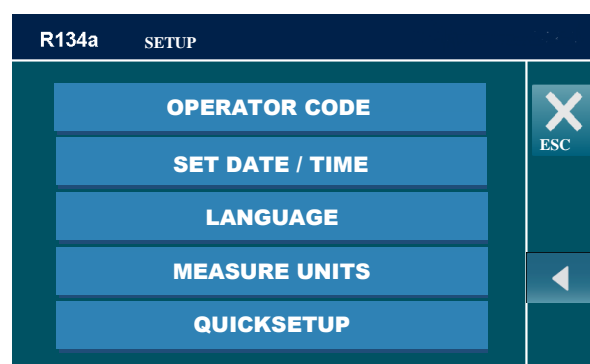 R134a SETUP
OPERATOR CODE
SET DATE / TIME
LANGUAGE
MEASURE UNITS
QUICKSETUP
ESC